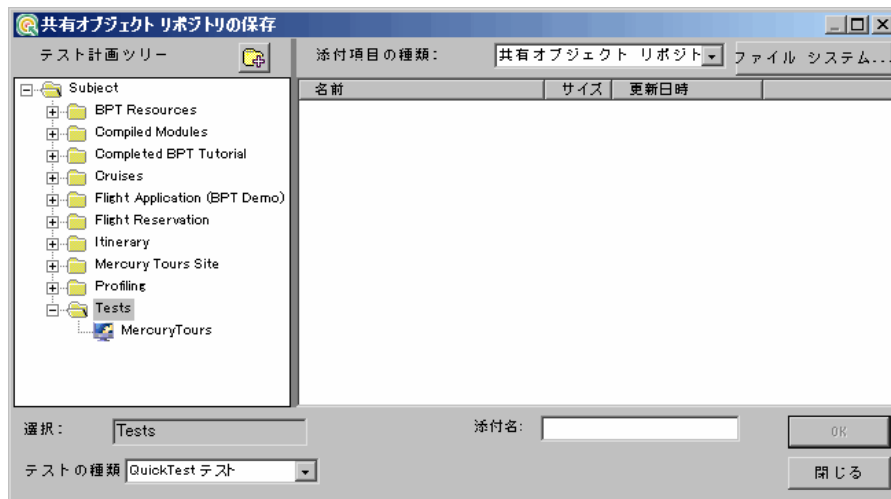 共有オブジェクト リポジトリの保存
テスト計画ツリー
添付項目の種類：
共有オブジェクト リポジト
ファイル システム...
Subject
BPT Resources
Compiled Modules
Completed BPT Tutorial
Cruises
Flight Application (BPT Demo)
Flight Reservation
Itinerary
Mercury Tours Site
Profiling
Tests
MercuryTours
名前 サイズ 更新日時
選択： Tests
添付名:
OK
テストの種類 QuickTest テスト
閉じる